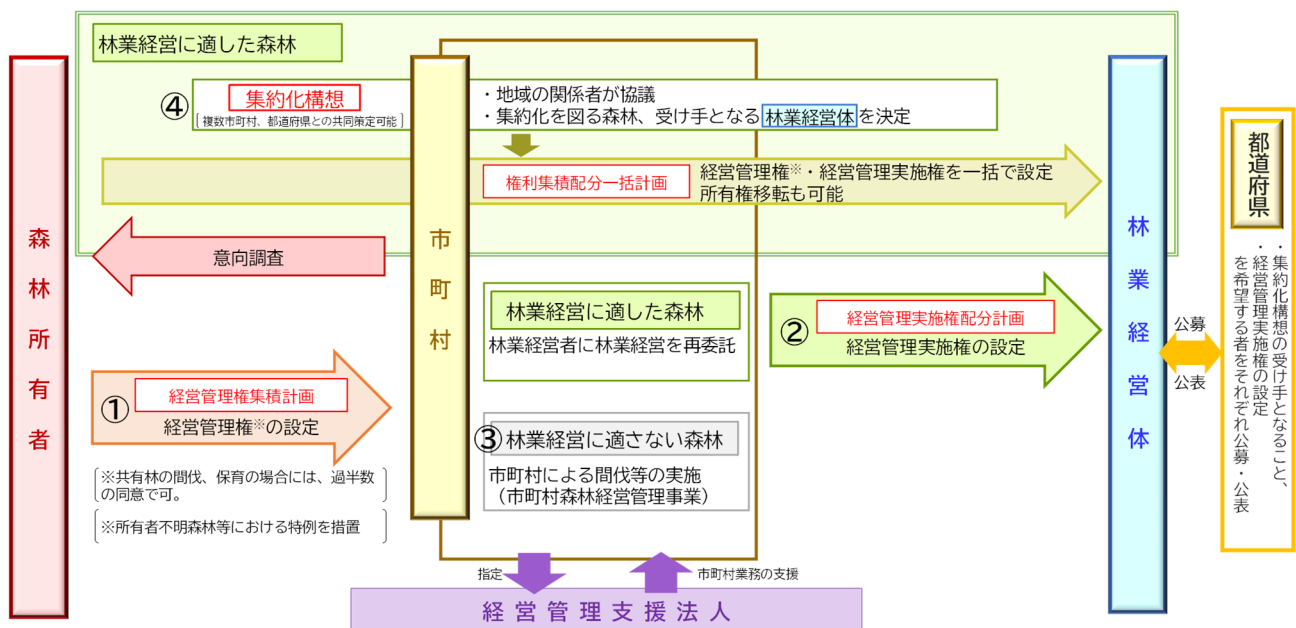 林業経営に適した森林
④
集約化構想
複数市町村、都道府県との共同策定可能
・地域の関係者が協議
・集約化を図る森林、受け手となる 林業経営体 を決定
権利集積配分一括計画
経営管理権※・経営管理実施権を一括で設定
所有権移転も可能
森林所有者
意向調査
市町村
①
経営管理権集積計画
経営管理権※の設定
※共有林の間伐、保育の場合には、過半数
の同意で可。
※所有者不明森林等における特例を措置
林業経営に適した森林
林業経営者に林業経営を再委託
②
経営管理実施権配分計画
経営管理実施権の設定
③
林業経営に適さない森林
市町村による間伐等の実施
（市町村森林経営管理事業）
林業経営体
公募
公表
都道府県
・集約化構想の受け手となること、
・経営管理実施権の設定
を希望する者をそれぞれ公募・公表
指定
市町村業務の支援
経営管理支援法人